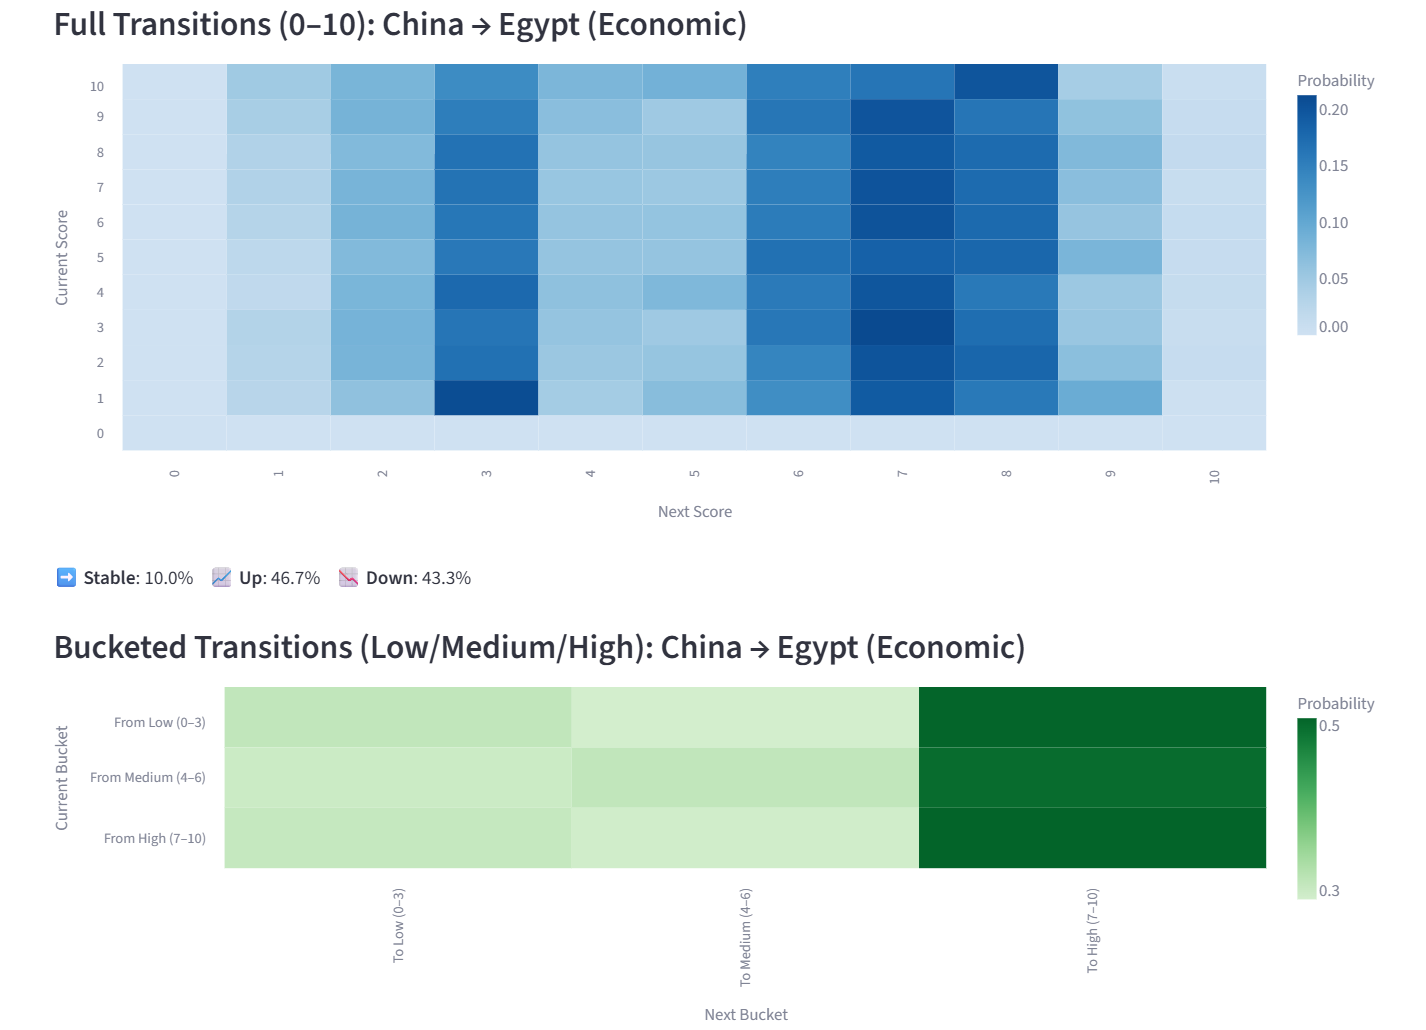 Full Transitions (0–10): China → Egypt (Economic)
Probability
10
9
8
7
6
5
4
3
2
1
0
Current Score
0.20
0.15
0.10
0.05
0.00
0 1 2 3 4 5 6 7 8 9 10
Next Score
Stable: 10.0% Up: 46.7% Down: 43.3%
Bucketed Transitions (Low/Medium/High): China → Egypt (Economic)
Probability
From Low (0–3)
From Medium (4–6)
From High (7–10)
Current Bucket
0.5
0.3
To Low (0–3)
To Medium (4–6)
To High (7–10)
Next Bucket